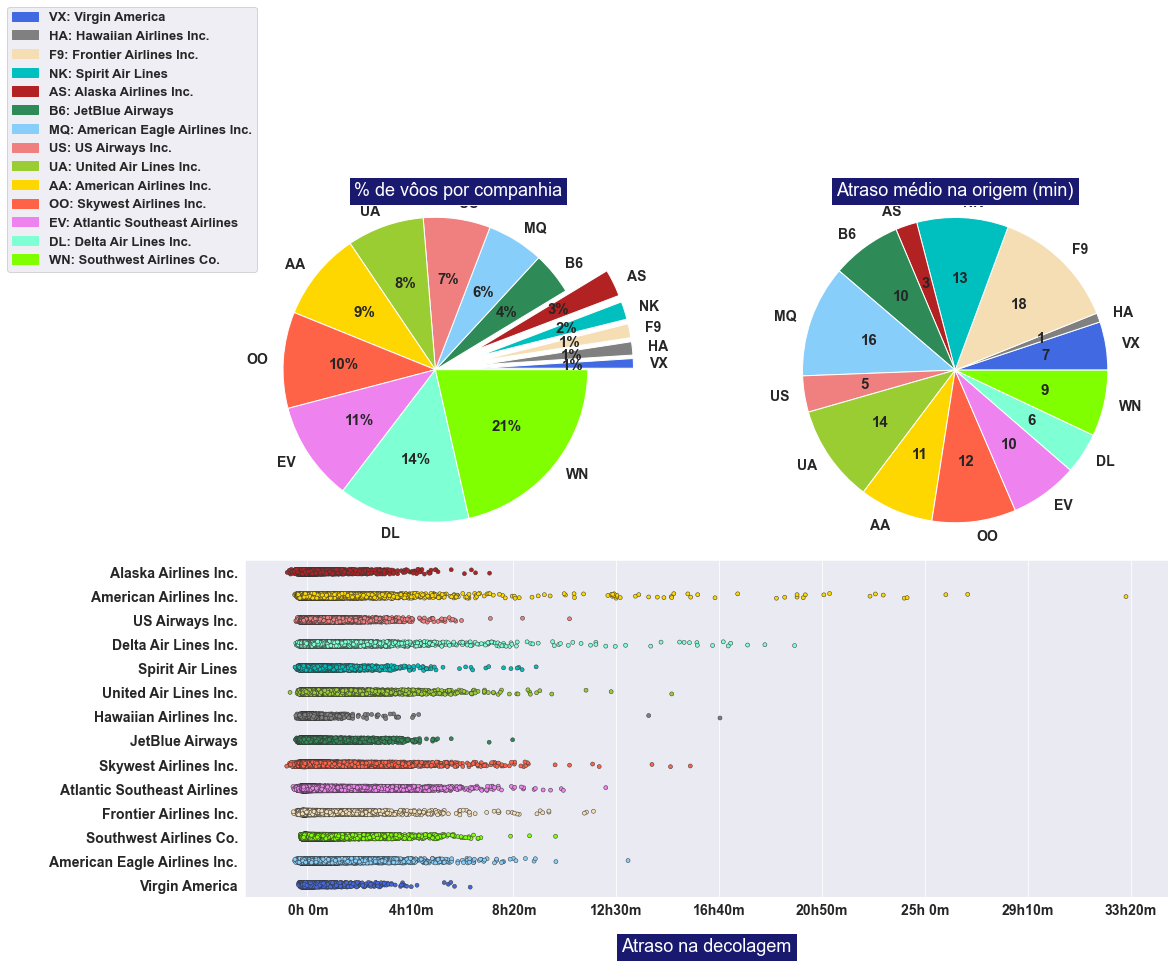 VX: Virgin America
HA: Hawaiian Airlines Inc.
F9: Frontier Airlines Inc.
NK: Spirit Air Lines
AS: Alaska Airlines Inc.
B6: JetBlue Airways
MQ: American Eagle Airlines Inc.
US: US Airways Inc.
UA: United Air Lines Inc.
AA: American Airlines Inc.
OO: Skywest Airlines Inc.
EV: Atlantic Southeast Airlines
DL: Delta Air Lines Inc.
WN: Southwest Airlines Co.
% de vôos por companhia
UA
MQ
B6
AS
NK
F9
HA
VX
WN
DL
EV
OO
AA
8%
7%
6%
4%
3%
2%
1%
1%
1%
21%
14%
11%
10%
9%
Atraso médio na origem (min)
AS
F9
HA
VX
WN
DL
EV
OO
AA
UA
US
MQ
B6
3
13
18
1
7
9
6
10
12
11
14
5
16
10
Alaska Airlines Inc.
American Airlines Inc.
US Airways Inc.
Delta Air Lines Inc.
Spirit Air Lines
United Air Lines Inc.
Hawaiian Airlines Inc.
JetBlue Airways
Skywest Airlines Inc.
Atlantic Southeast Airlines
Frontier Airlines Inc.
Southwest Airlines Co.
American Eagle Airlines Inc.
Virgin America
0h 0m 4h10m 8h20m 12h30m 16h40m 20h50m 25h 0m 29h10m 33h20m
Atraso na decolagem